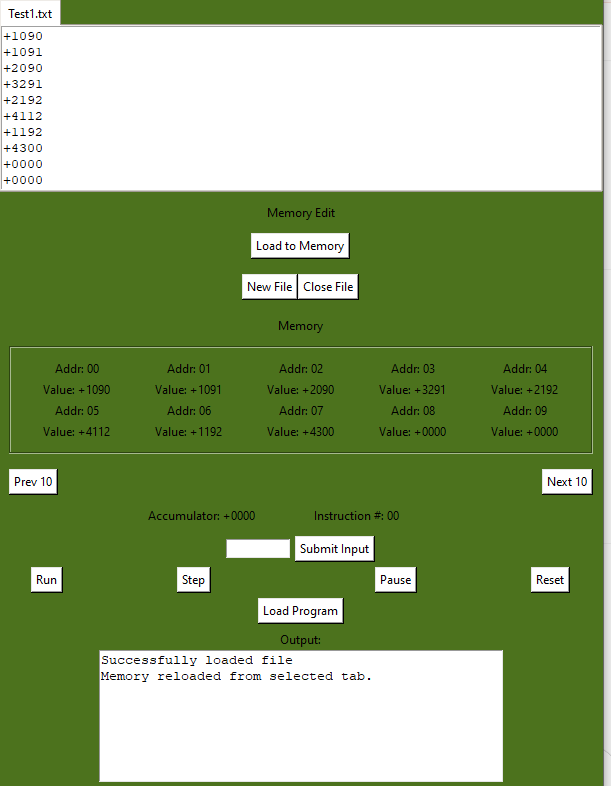 Test1.txt
+1090
+1091
+2090
+3291
+2192
+4112
+1192
+4300
+0000
+0000
Memory Edit
Load to Memory
New File Close File
Memory
Addr: 00 Addr: 01 Addr: 02 Addr: 03 Addr: 04
Value: +1090 Value: +1091 Value: +2090 Value: +3291 Value: +2192
Addr: 05 Addr: 06 Addr: 07 Addr: 08 Addr: 09
Value: +4112 Value: +1192 Value: +4300 Value: +0000 Value: +0000
Prev 10 Next 10
Accumulator: +0000 Instruction #: 00
Submit Input
Run Step Pause Reset
Load Program
Output:
Successfully loaded file
Memory reloaded from selected tab.